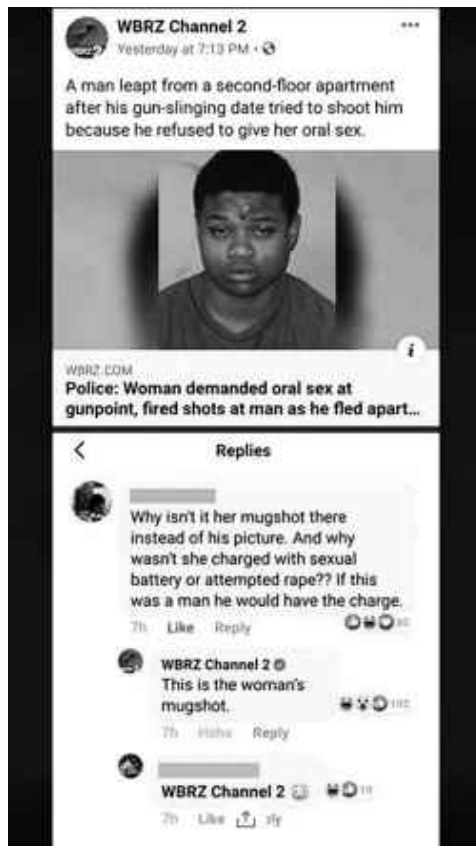 WBRZ Channel 2
Yesterday at 7:13 PM •
A man leapt from a second-floor apartment
after his gun-slinging date tried to shoot him
because he refused to give her oral sex.
i
WBRZ.COM
Police: Woman demanded oral sex at
gunpoint, fired shots at man as he fled apart...
Replies
Why isn't it her mugshot there
instead of his picture. And why
wasn't she charged with sexual
battery or attempted rape?? If this
was a man he would have the charge.
7h Like Reply
WBRZ Channel 2
This is the woman's
mugshot.
7h Haha Reply
WBRZ Channel 2
7h Like